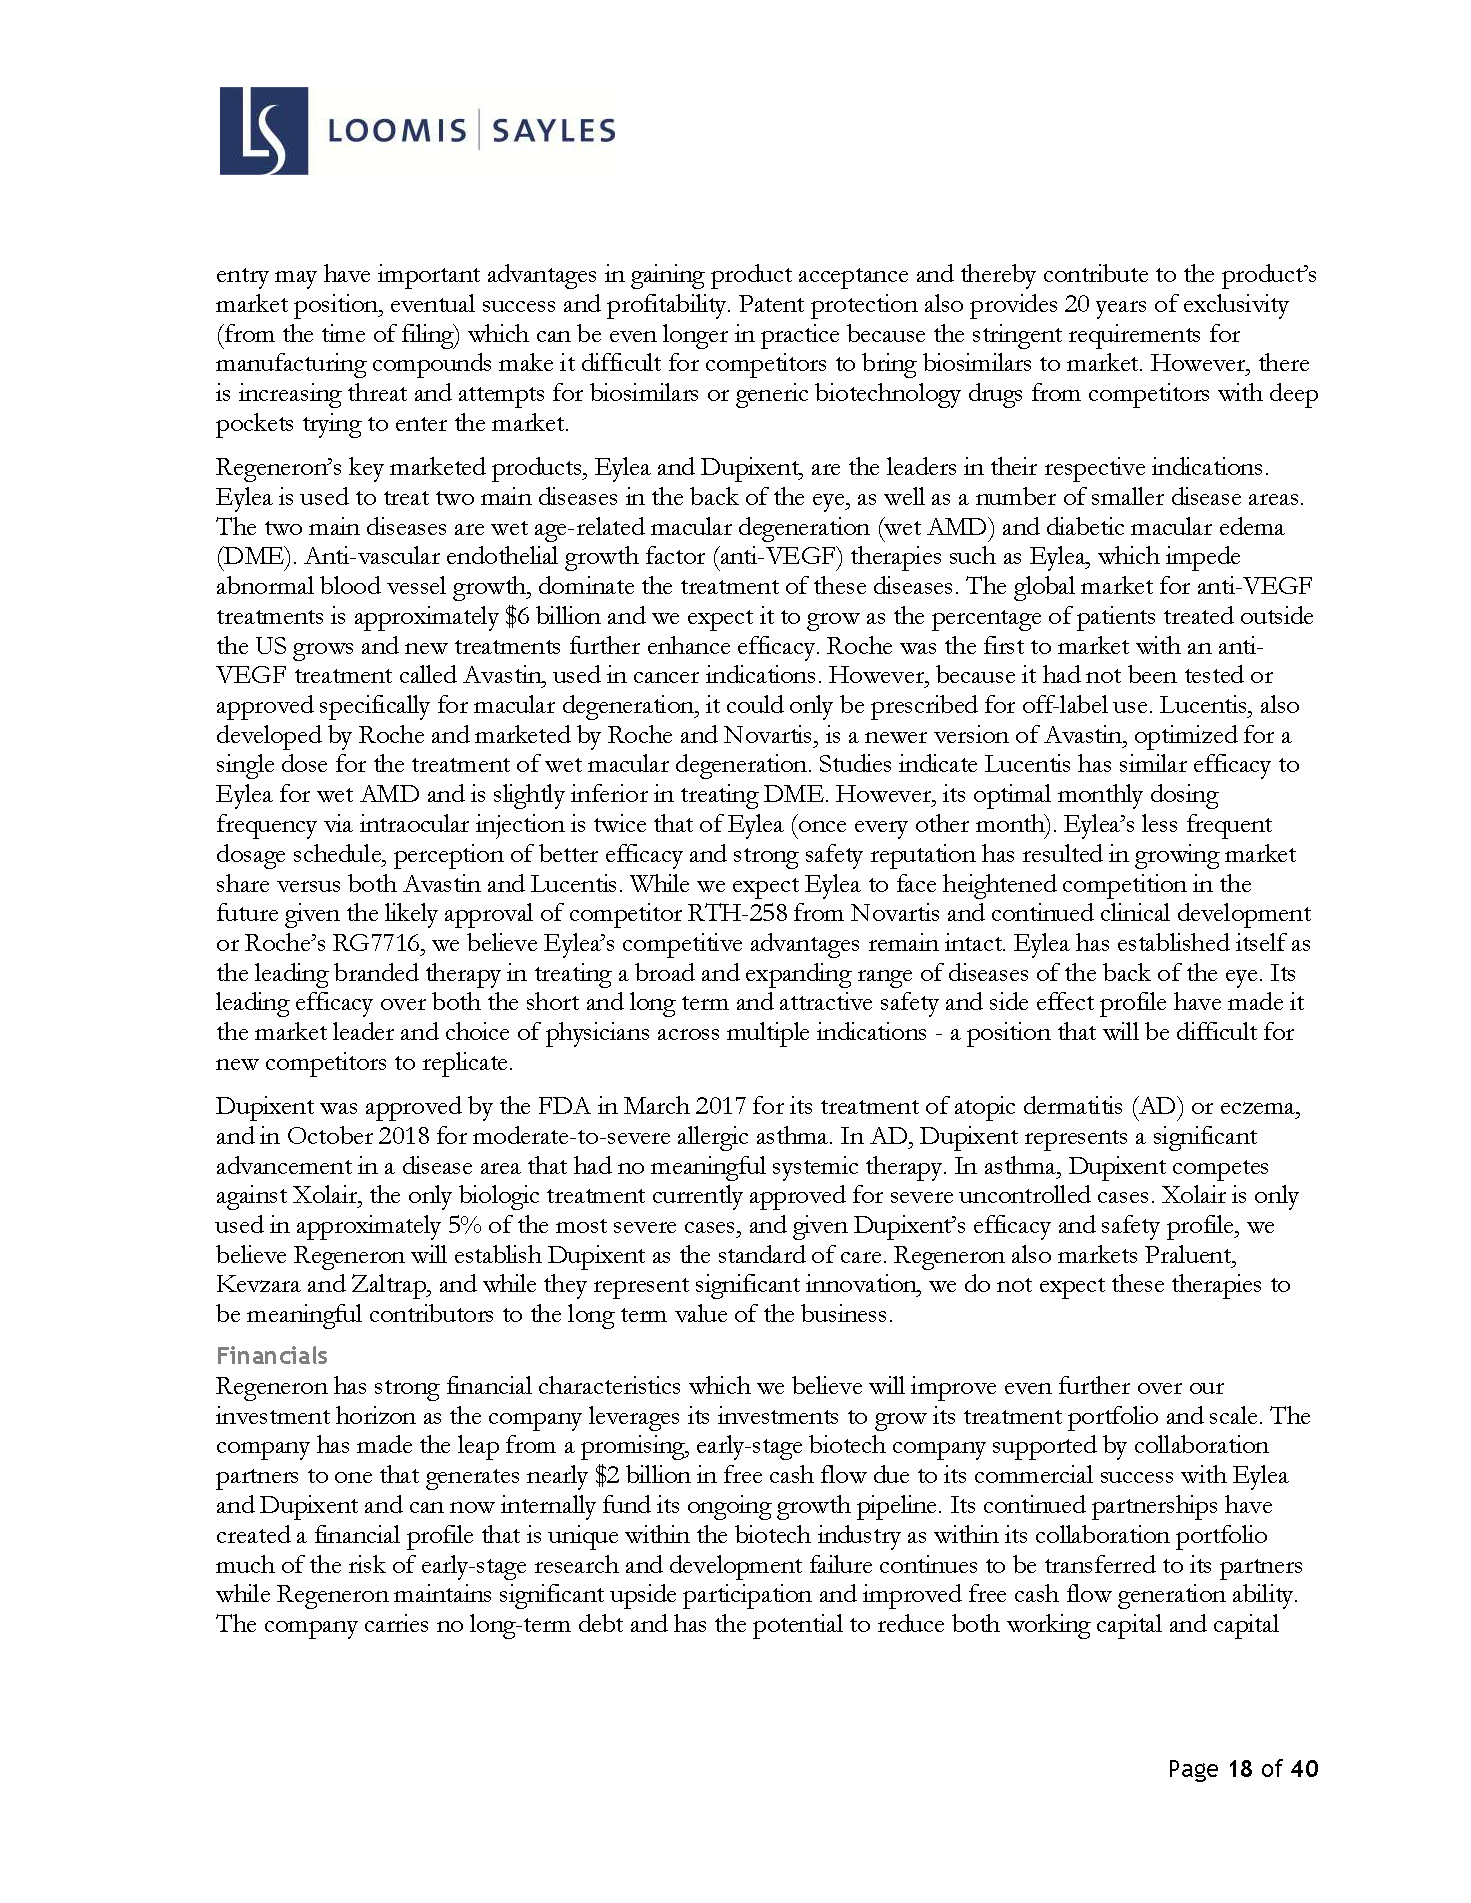 LS LOOMIS | SAYLES
entry may have important advantages in gaining product acceptance and thereby contribute to the product’s
market position, eventual success and profitability. Patent protection also provides 20 years of exclusivity
(from the time of filing) which can be even longer in practice because the stringent requirements for
manufacturing compounds make it difficult for competitors to bring biosimilars to market. However, there
is increasing threat and attempts for biosimilars or generic biotechnology drugs from competitors with deep
pockets trying to enter the market.
Regeneron’s key marketed products, Eylea and Dupixent, are the leaders in their respective indications.
Eylea is used to treat two main diseases in the back of the eye, as well as a number of smaller disease areas.
The two main diseases are wet age-related macular degeneration (wet AMD) and diabetic macular edema
(DME). Anti-vascular endothelial growth factor (anti-VEGF) therapies such as Eylea, which impede
abnormal blood vessel growth, dominate the treatment of these diseases. The global market for anti-VEGF
treatments is approximately $6 billion and we expect it to grow as the percentage of patients treated outside
the US grows and new treatments further enhance efficacy. Roche was the first to market with an anti-
VEGF treatment called Avastin, used in cancer indications. However, because it had not been tested or
approved specifically for macular degeneration, it could only be prescribed for off-label use. Lucentis, also
developed by Roche and marketed by Roche and Novartis, is a newer version of Avastin, optimized for a
single dose for the treatment of wet macular degeneration. Studies indicate Lucentis has similar efficacy to
Eylea for wet AMD and is slightly inferior in treating DME. However, its optimal monthly dosing
frequency via intraocular injection is twice that of Eylea (once every other month). Eylea’s less frequent
dosage schedule, perception of better efficacy and strong safety reputation has resulted in growing market
share versus both Avastin and Lucentis. While we expect Eylea to face heightened competition in the
future given the likely approval of competitor RTH-258 from Novartis and continued clinical development
or Roche’s RG7716, we believe Eylea’s competitive advantages remain intact. Eylea has established itself as
the leading branded therapy in treating a broad and expanding range of diseases of the back of the eye. Its
leading efficacy over both the short and long term and attractive safety and side effect profile have made it
the market leader and choice of physicians across multiple indications - a position that will be difficult for
new competitors to replicate.
Dupixent was approved by the FDA in March 2017 for its treatment of atopic dermatitis (AD) or eczema,
and in October 2018 for moderate-to-severe allergic asthma. In AD, Dupixent represents a significant
advancement in a disease area that had no meaningful systemic therapy. In asthma, Dupixent competes
against Xolair, the only biologic treatment currently approved for severe uncontrolled cases. Xolair is only
used in approximately 5% of the most severe cases, and given Dupixent’s efficacy and safety profile, we
believe Regeneron will establish Dupixent as the standard of care. Regeneron also markets Praluent,
Kevzara and Zaltrap, and while they represent significant innovation, we do not expect these therapies to
be meaningful contributors to the long term value of the business.
Financials
Regeneron has strong financial characteristics which we believe will improve even further over our
investment horizon as the company leverages its investments to grow its treatment portfolio and scale. The
company has made the leap from a promising, early-stage biotech company supported by collaboration
partners to one that generates nearly $2 billion in free cash flow due to its commercial success with Eylea
and Dupixent and can now internally fund its ongoing growth pipeline. Its continued partnerships have
created a financial profile that is unique within the biotech industry as within its collaboration portfolio
much of the risk of early-stage research and development failure continues to be transferred to its partners
while Regeneron maintains significant upside participation and improved free cash flow generation ability.
The company carries no long-term debt and has the potential to reduce both working capital and capital
Page 18 of 40